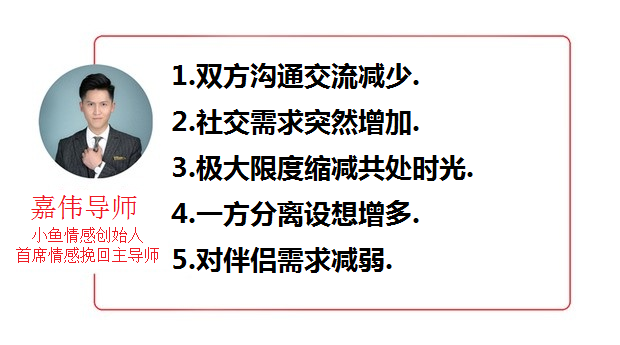 1.双方沟通交流减少.
2.社交需求突然增加.
3.极大限度缩减共处时光.
4.一方分离设想增多.
5.对伴侣需求减弱.
嘉伟导师
小鱼情感创始人
首席情感挽回主导师